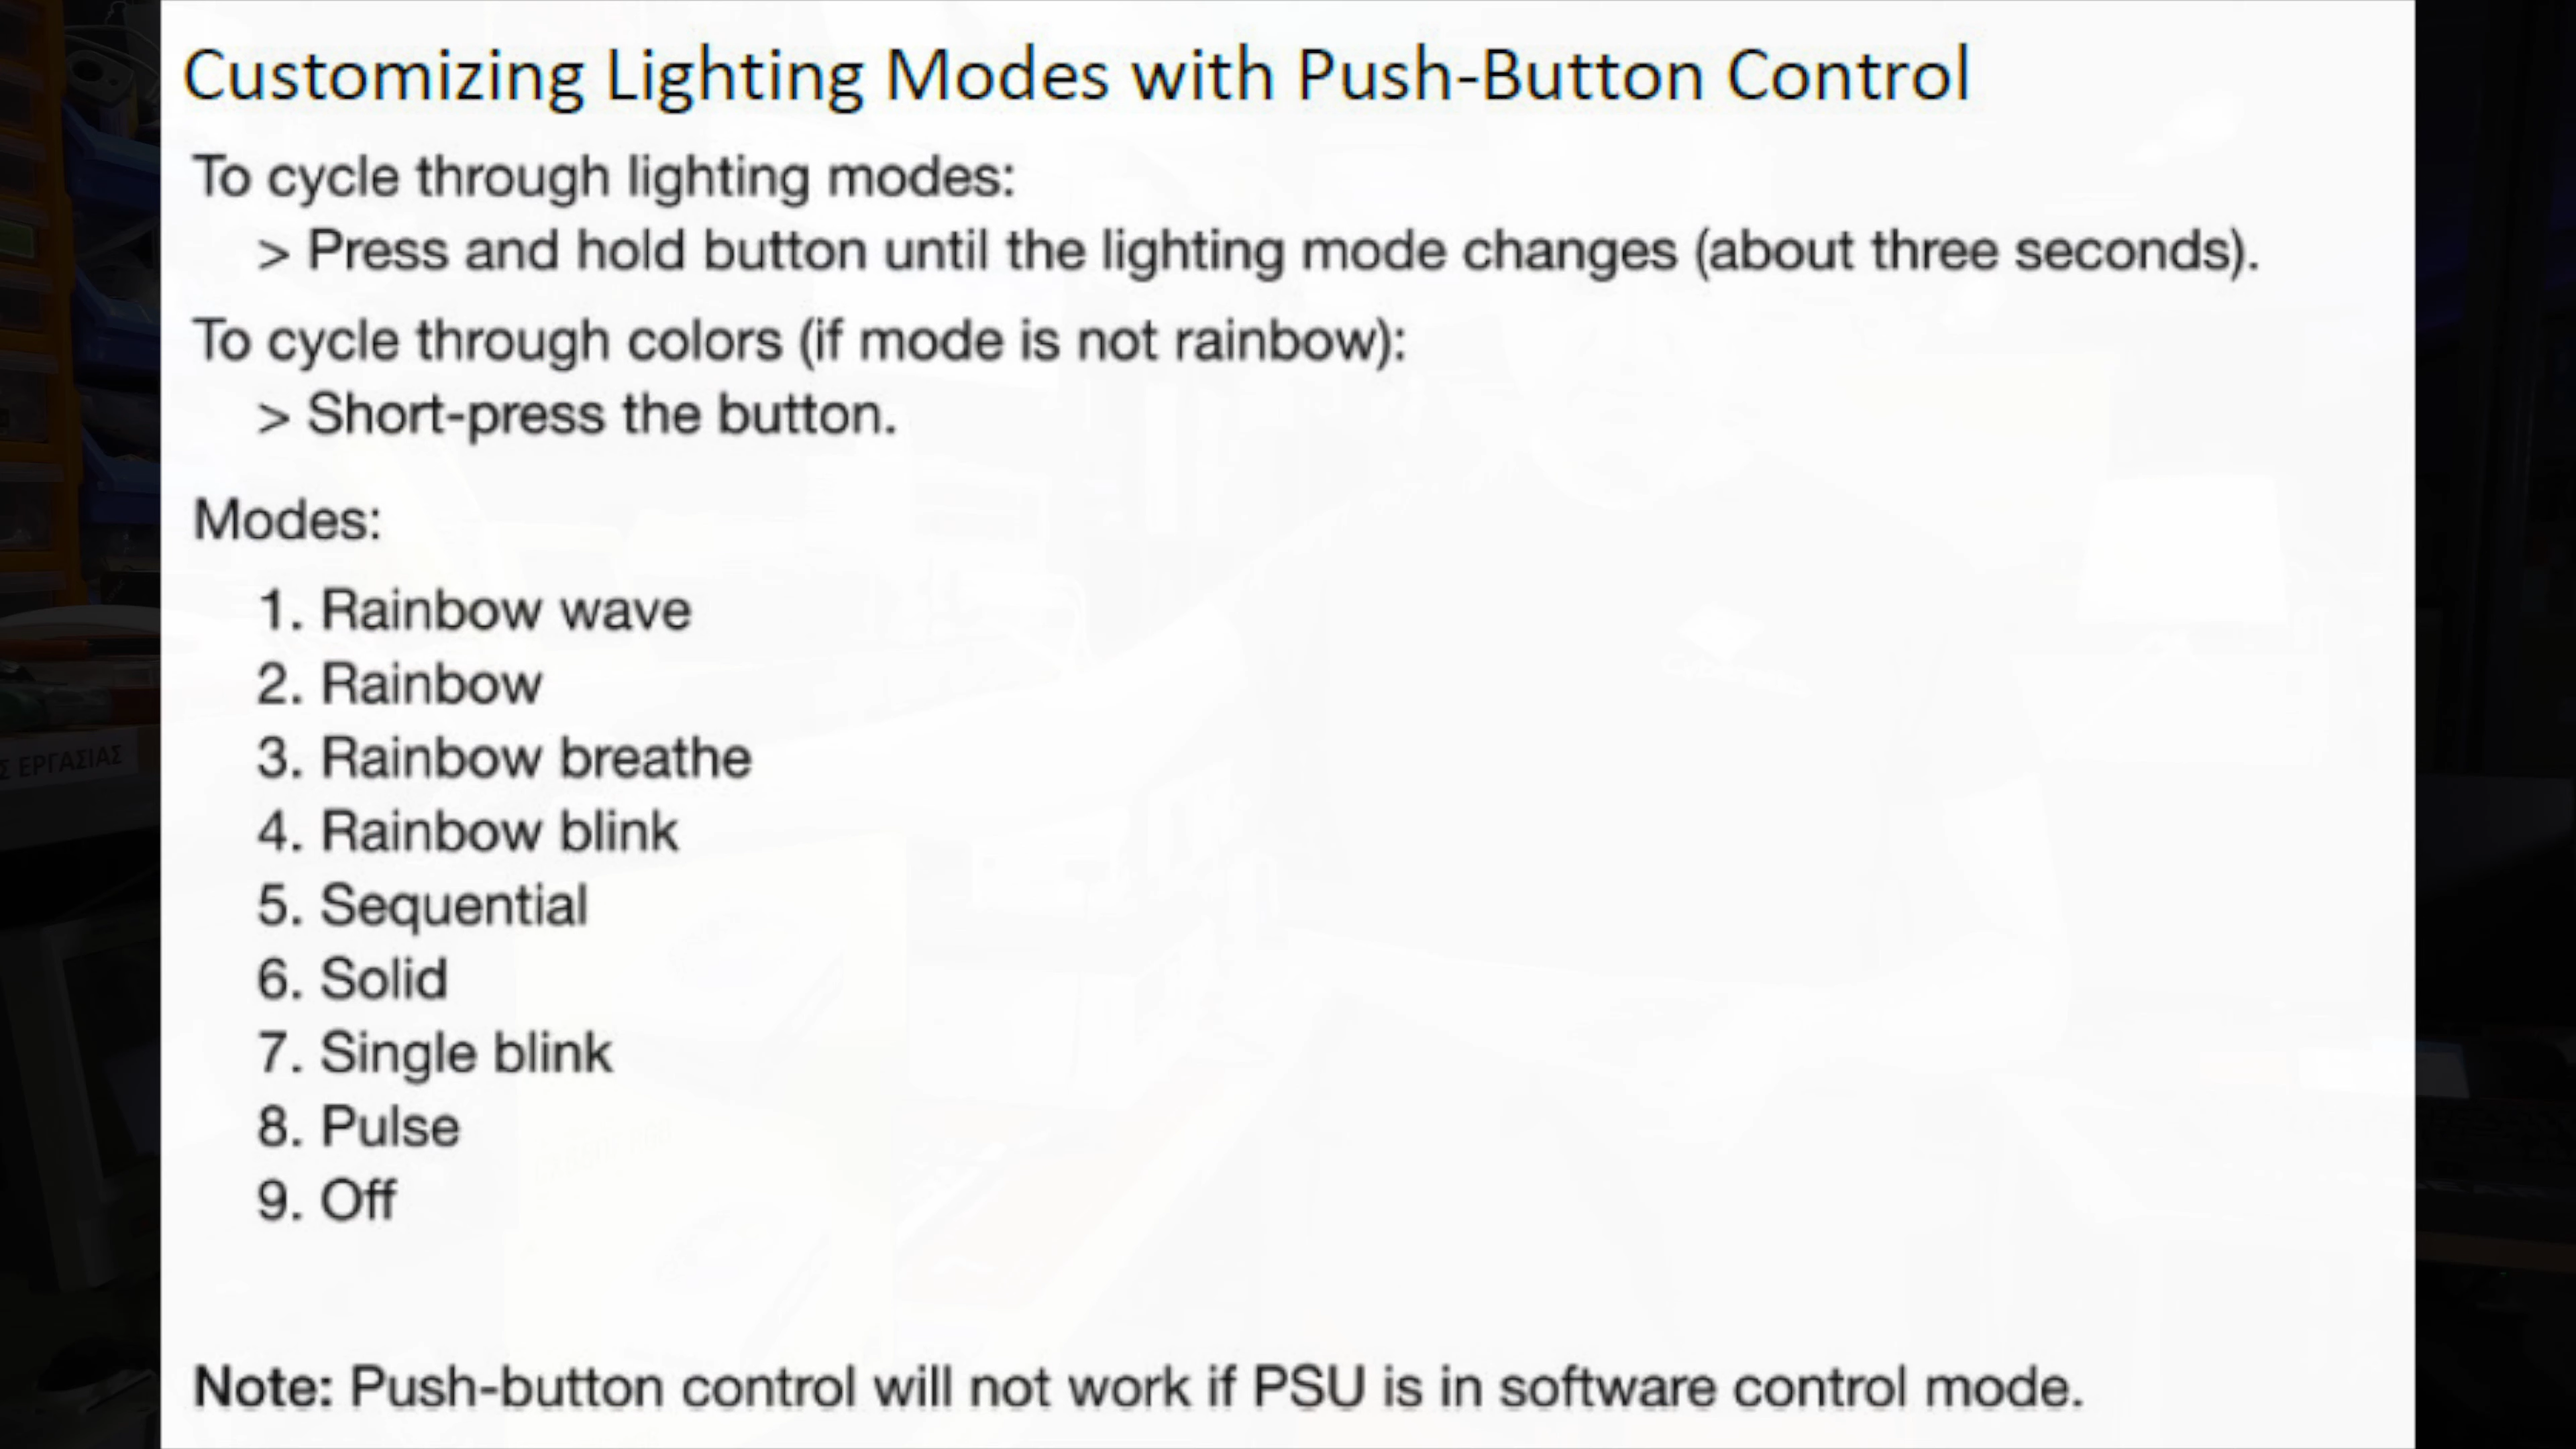 Customizing Lighting Modes with Push-Button Control
To cycle through lighting modes:
> Press and hold button until the lighting mode changes (about three seconds).
To cycle through colors (if mode is not rainbow):
> Short-press the button.
Modes:
1. Rainbow wave
2. Rainbow
3. Rainbow breathe
4. Rainbow blink
5. Sequential
6. Solid
7. Single blink
8. Pulse
9. Off
Note: Push-button control will not work if PSU is in software control mode.
Σ ΕΡΓΑΣΙΑΣ